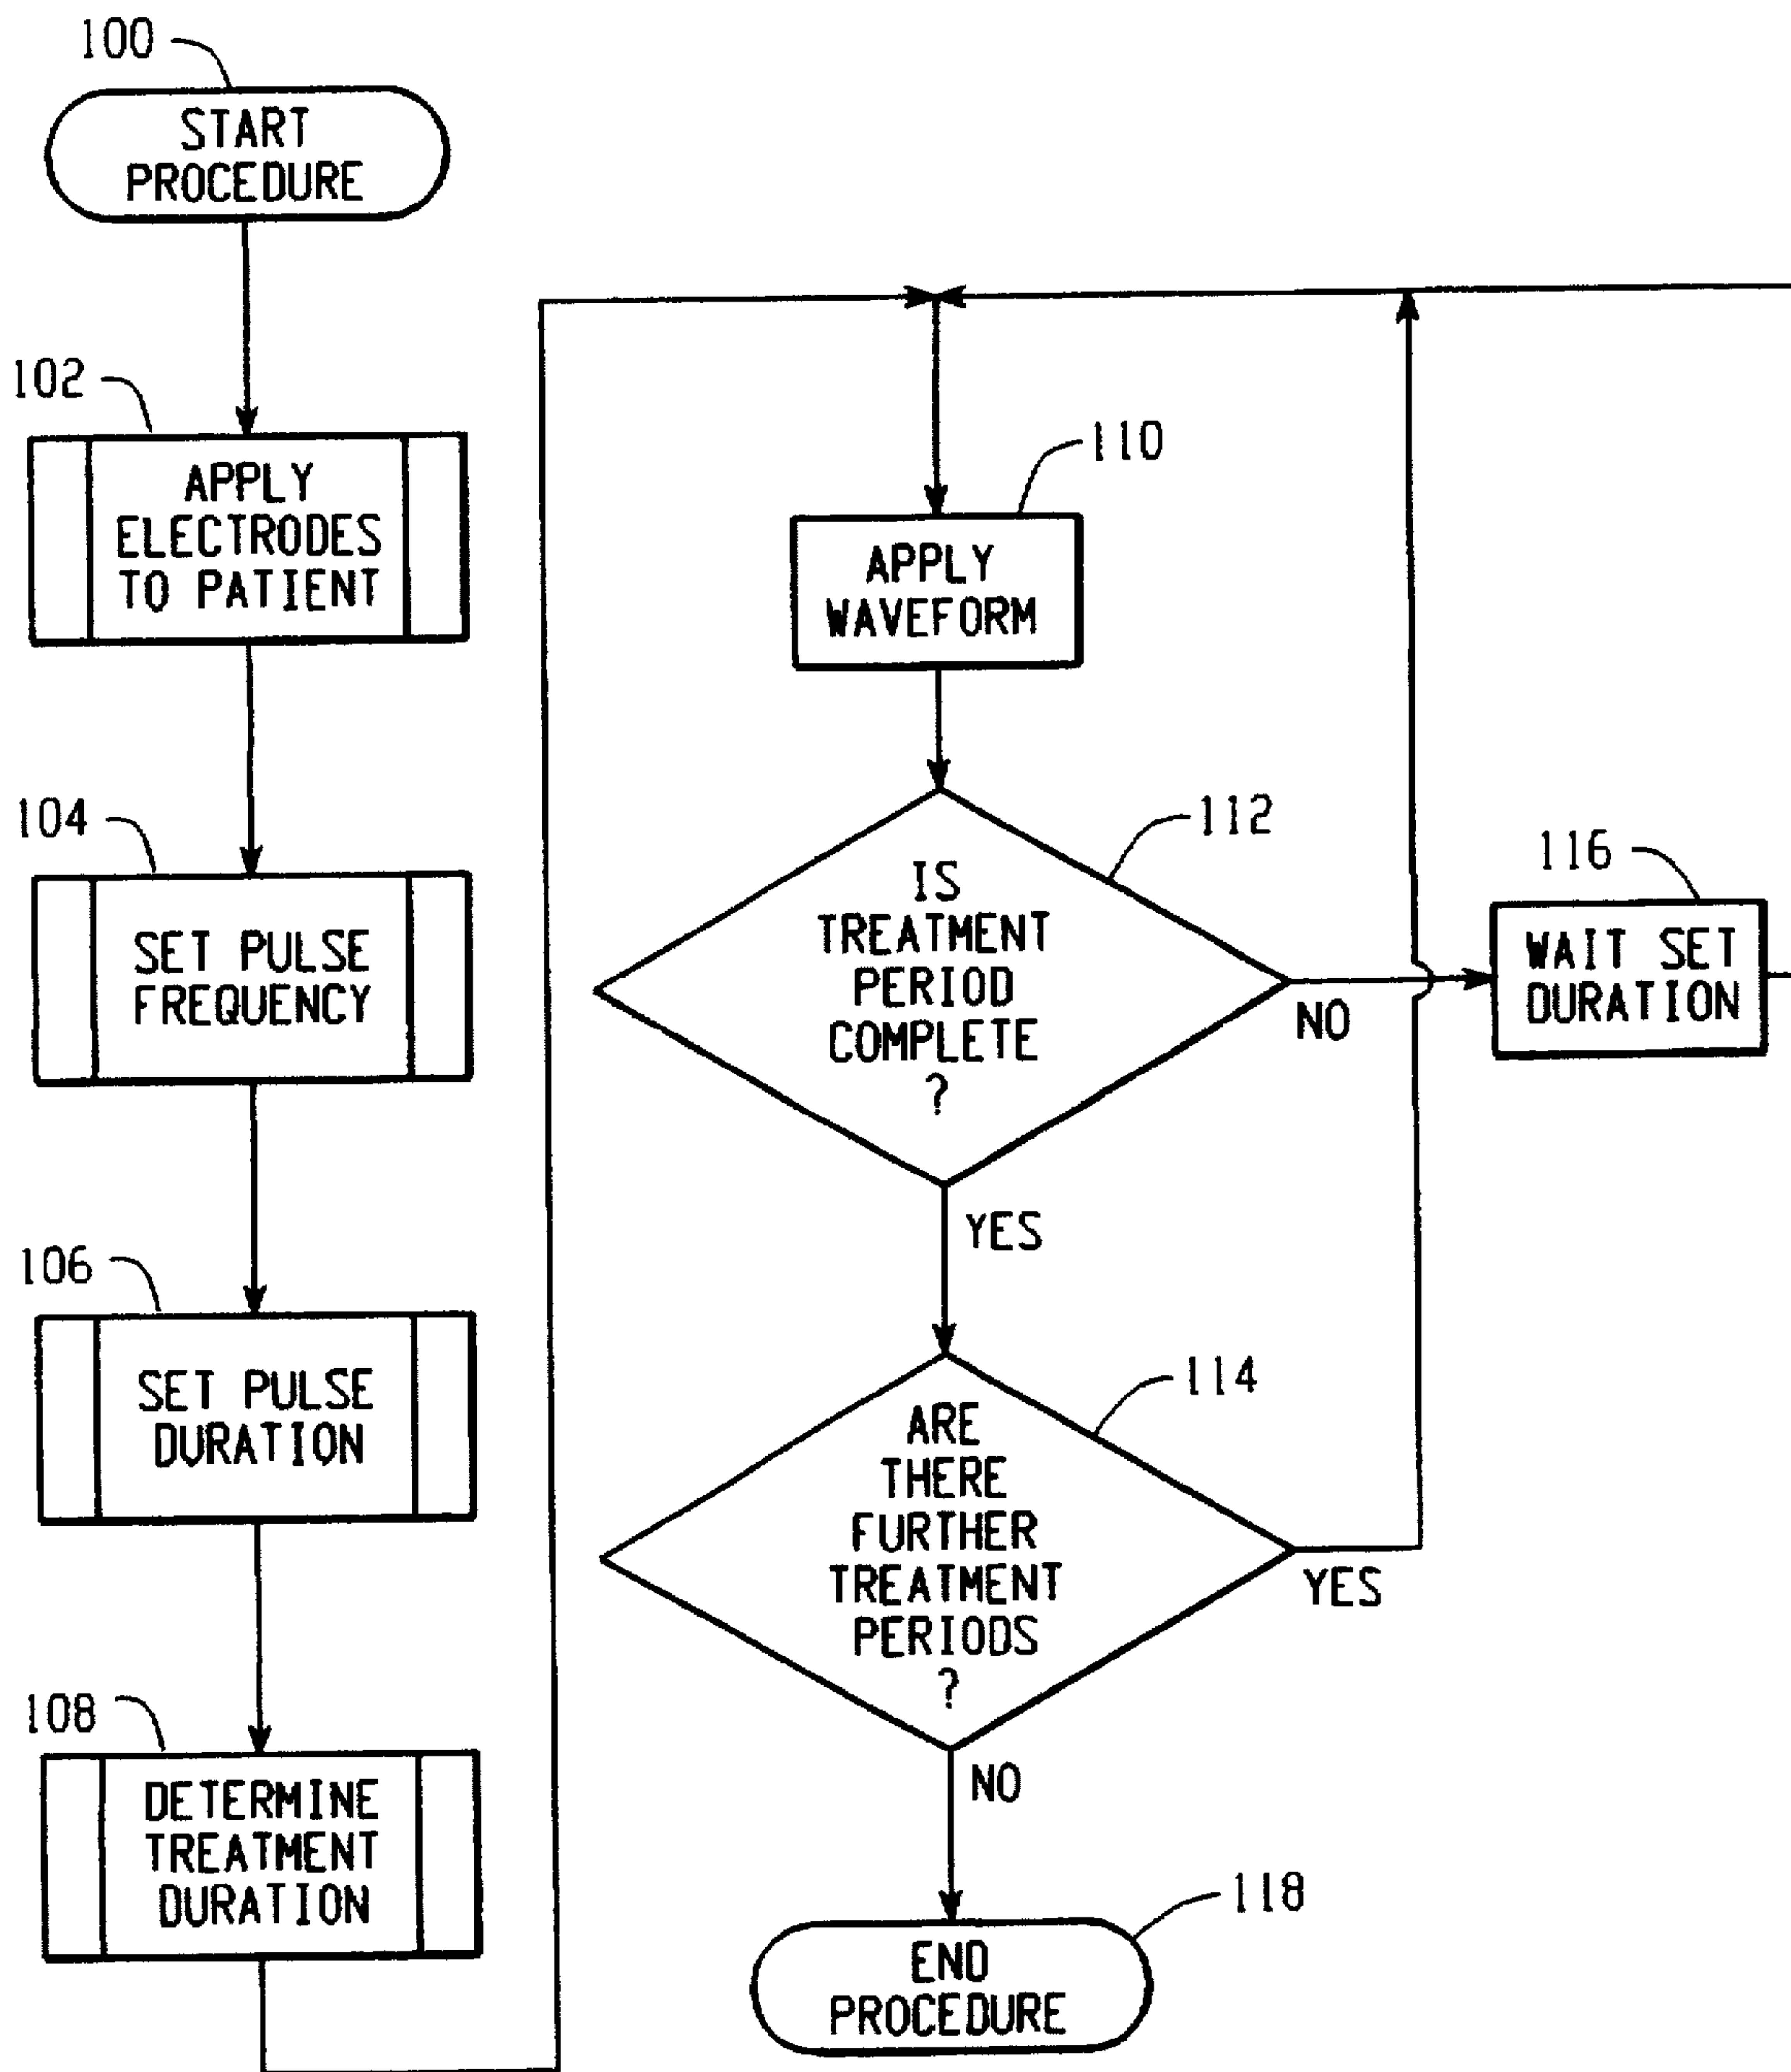 100
START
PROCEDURE
102
APPLY
ELECTRODES
TO PATIENT
104
SET PULSE
FREQUENCY
106
SET PULSE
DURATION
108
DETERMINE
TREATMENT
DURATION
110
APPLY
WAVEFORM
112
IS
TREATMENT
PERIOD
COMPLETE
?
NO
YES
116
WAIT SET
DURATION
114
ARE
THERE
FURTHER
TREATMENT
PERIODS
?
YES
NO
118
END
PROCEDURE